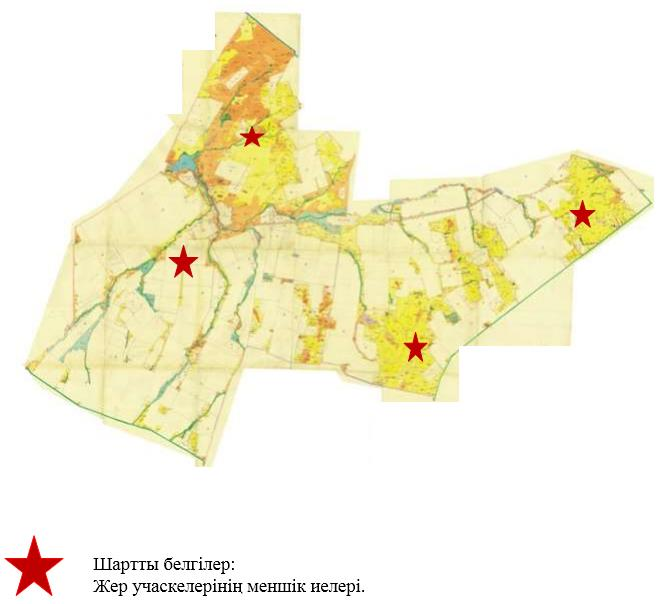 Шартты белгілер:
Жер учаскелерінің меншік иелері.